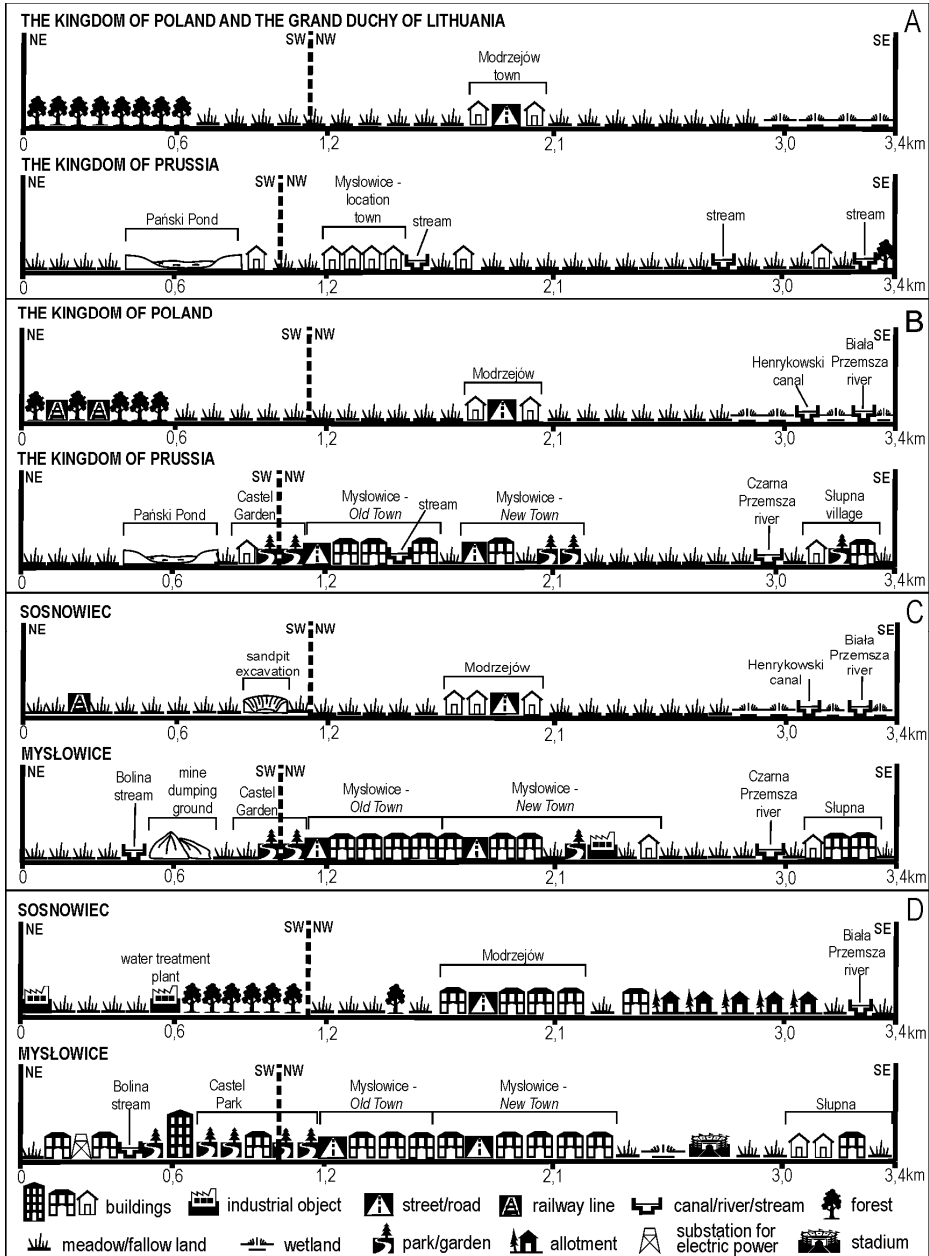 THE KINGDOM OF POLAND AND THE GRAND DUCHY OF LITHUANIA
A
NE
SW NW
SE
Modrzejów
town
0 0,6 1,2 2,1 3,0 3,4km
THE KINGDOM OF PRUSSIA
NE
SW NW
SE
Pański Pond
Mysłowice -
location
town
stream
stream
stream
0 0,6 1,2 2,1 3,0 3,4km
THE KINGDOM OF POLAND
B
NE
SW NW
SE
Modrzejów
Henrykowski
canal
Biała
Przemsza
river
0 0,6 1,2 2,1 3,0 3,4km
THE KINGDOM OF PRUSSIA
NE
SW NW
SE
Pański Pond
Castel
Garden
Mysłowice -
Old Town
stream
Mysłowice -
New Town
Czarna
Przemsza
river
Słupna
village
0 0,6 1,2 2,1 3,0 3,4km
SOSNOWIEC
C
NE
SW NW
SE
sandpit
excavation
Modrzejów
Henrykowski
canal
Biała
Przemsza
river
0 0,6 1,2 2,1 3,0 3,4km
MYSŁOWICE
NE
SW NW
SE
Bolina
stream
mine
dumping
ground
Castel
Garden
Mysłowice -
Old Town
Mysłowice -
New Town
Czarna
Przemsza
river
Słupna
0 0,6 1,2 2,1 3,0 3,4km
SOSNOWIEC
D
NE
SW NW
SE
water treatment
plant
Modrzejów
Biała
Przemsza
river
0 0,6 1,2 2,1 3,0 3,4km
MYSŁOWICE
NE
SW NW
SE
Bolina
stream
Castel
Park
Mysłowice -
Old Town
Mysłowice -
New Town
Słupna
0 0,6 1,2 2,1 3,0 3,4km
buildings industrial object street/road railway line canal/river/stream forest
meadow/fallow land wetland park/garden allotment substation for
electric power stadium